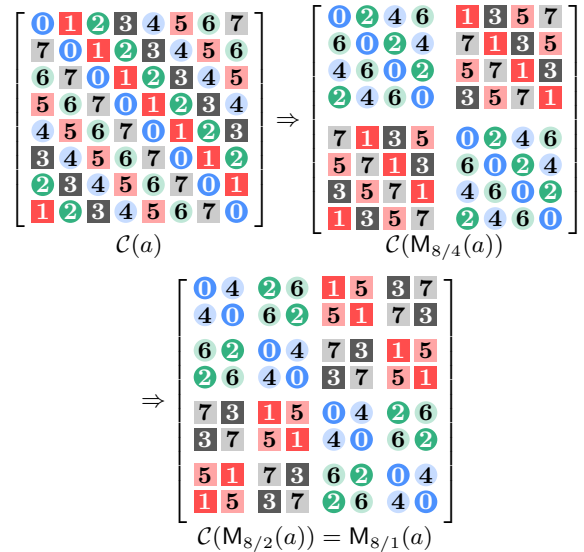 0 1 2 3 4 5 6 7
7 0 1 2 3 4 5 6
6 7 0 1 2 3 4 5
5 6 7 0 1 2 3 4
4 5 6 7 0 1 2 3
3 4 5 6 7 0 1 2
2 3 4 5 6 7 0 1
1 2 3 4 5 6 7 0
C(a)
⇒
0 2 4 6 1 3 5 7
6 0 2 4 7 1 3 5
4 6 0 2 5 7 1 3
2 4 6 0 3 5 7 1
7 1 3 5 0 2 4 6
5 7 1 3 6 0 2 4
3 5 7 1 4 6 0 2
1 3 5 7 2 4 6 0
C(M_{8/4}(a))
⇒
0 4 2 6 1 5 3 7
4 0 6 2 5 1 7 3
6 2 0 4 7 3 1 5
2 6 4 0 3 7 5 1
7 3 1 5 0 4 2 6
3 7 5 1 4 0 6 2
5 1 7 3 6 2 0 4
1 5 3 7 2 6 4 0
C(M_{8/2}(a)) = M_{8/1}(a)